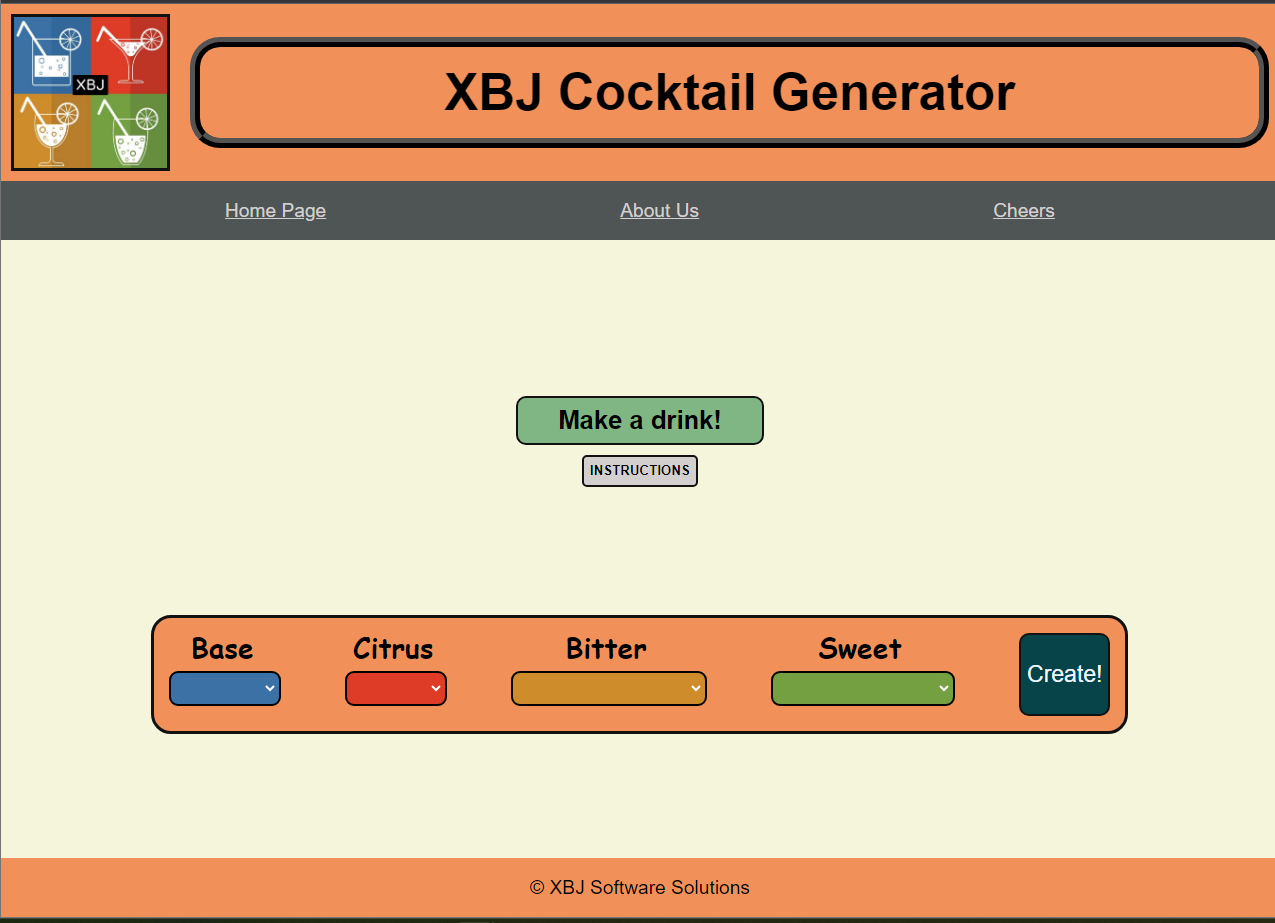 XBJ
XBJ Cocktail Generator
Home Page About Us Cheers
Make a drink!
INSTRUCTIONS
Base Citrus Bitter Sweet
Create!
© XBJ Software Solutions